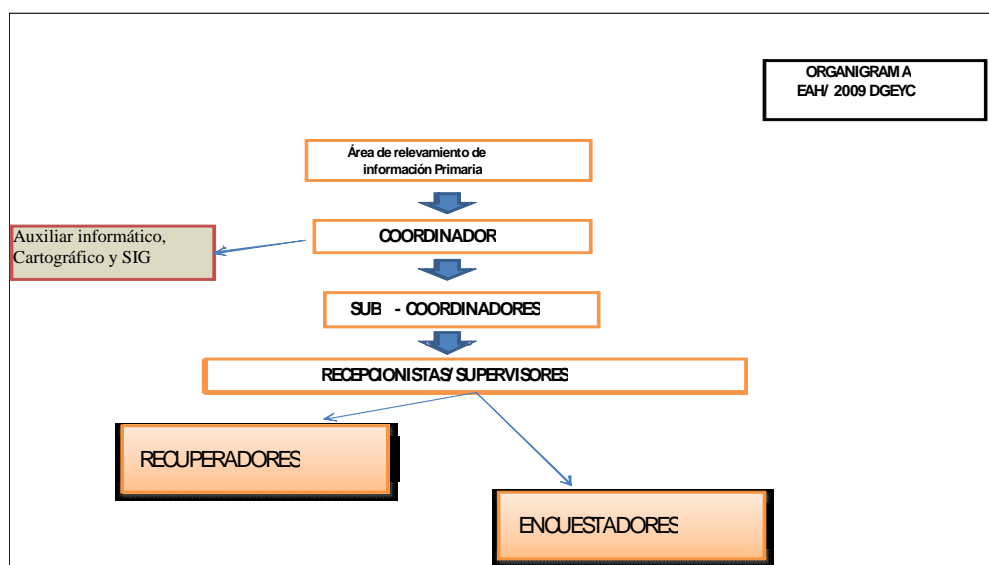 ORGANIGRAMA
EAH/ 2009 DGEYC
Área de relevamiento de
información Primaria
COORDINADOR
Auxiliar informático,
Cartográfico y SIG
SUB - COORDINADORES
RECEPCIONISTAS/SUPERVISORES
RECUPERADORES
ENCUESTADORES